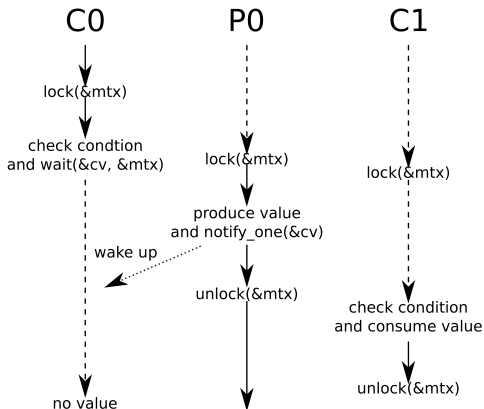 C0
P0
C1
lock(&mtx)
check condtion
and wait(&cv, &mtx)
lock(&mtx)
lock(&mtx)
produce value
and notify_one(&cv)
wake up
unlock(&mtx)
check condition
and consume value
unlock(&mtx)
no value